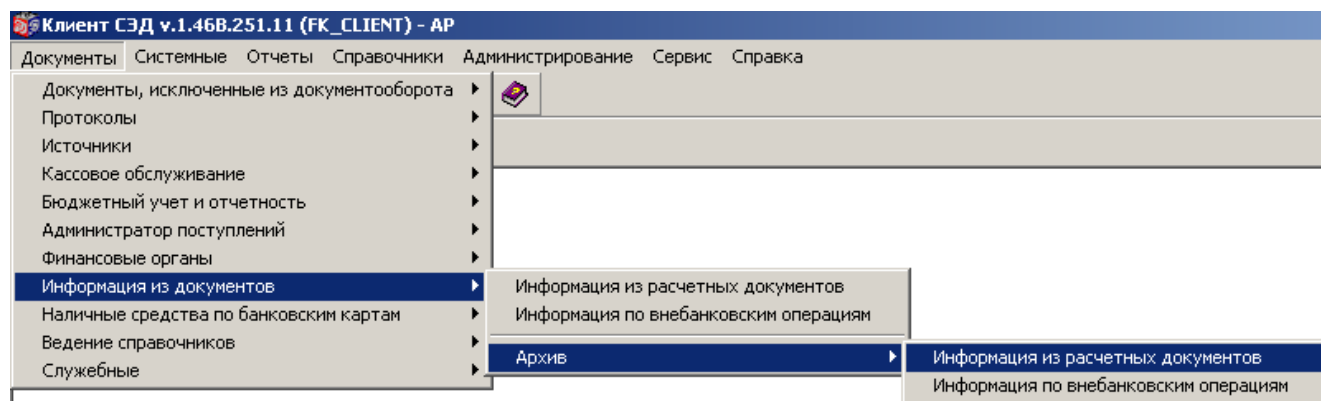 Клиент СЭД v.1.46B.251.11 (FK_CLIENT) - AP
Документы Системные Отчеты Справочники Администрирование Сервис Справка
Документы, исключенные из документооборота
Протоколы
Источники
Кассовое обслуживание
Бюджетный учет и отчетность
Администратор поступлений
Финансовые органы
Информация из документов
Наличные средства по банковским картам
Ведение справочников
Служебные
Информация из расчетных документов
Информация по внебанковским операциям
Архив
Информация из расчетных документов
Информация по внебанковским операциям